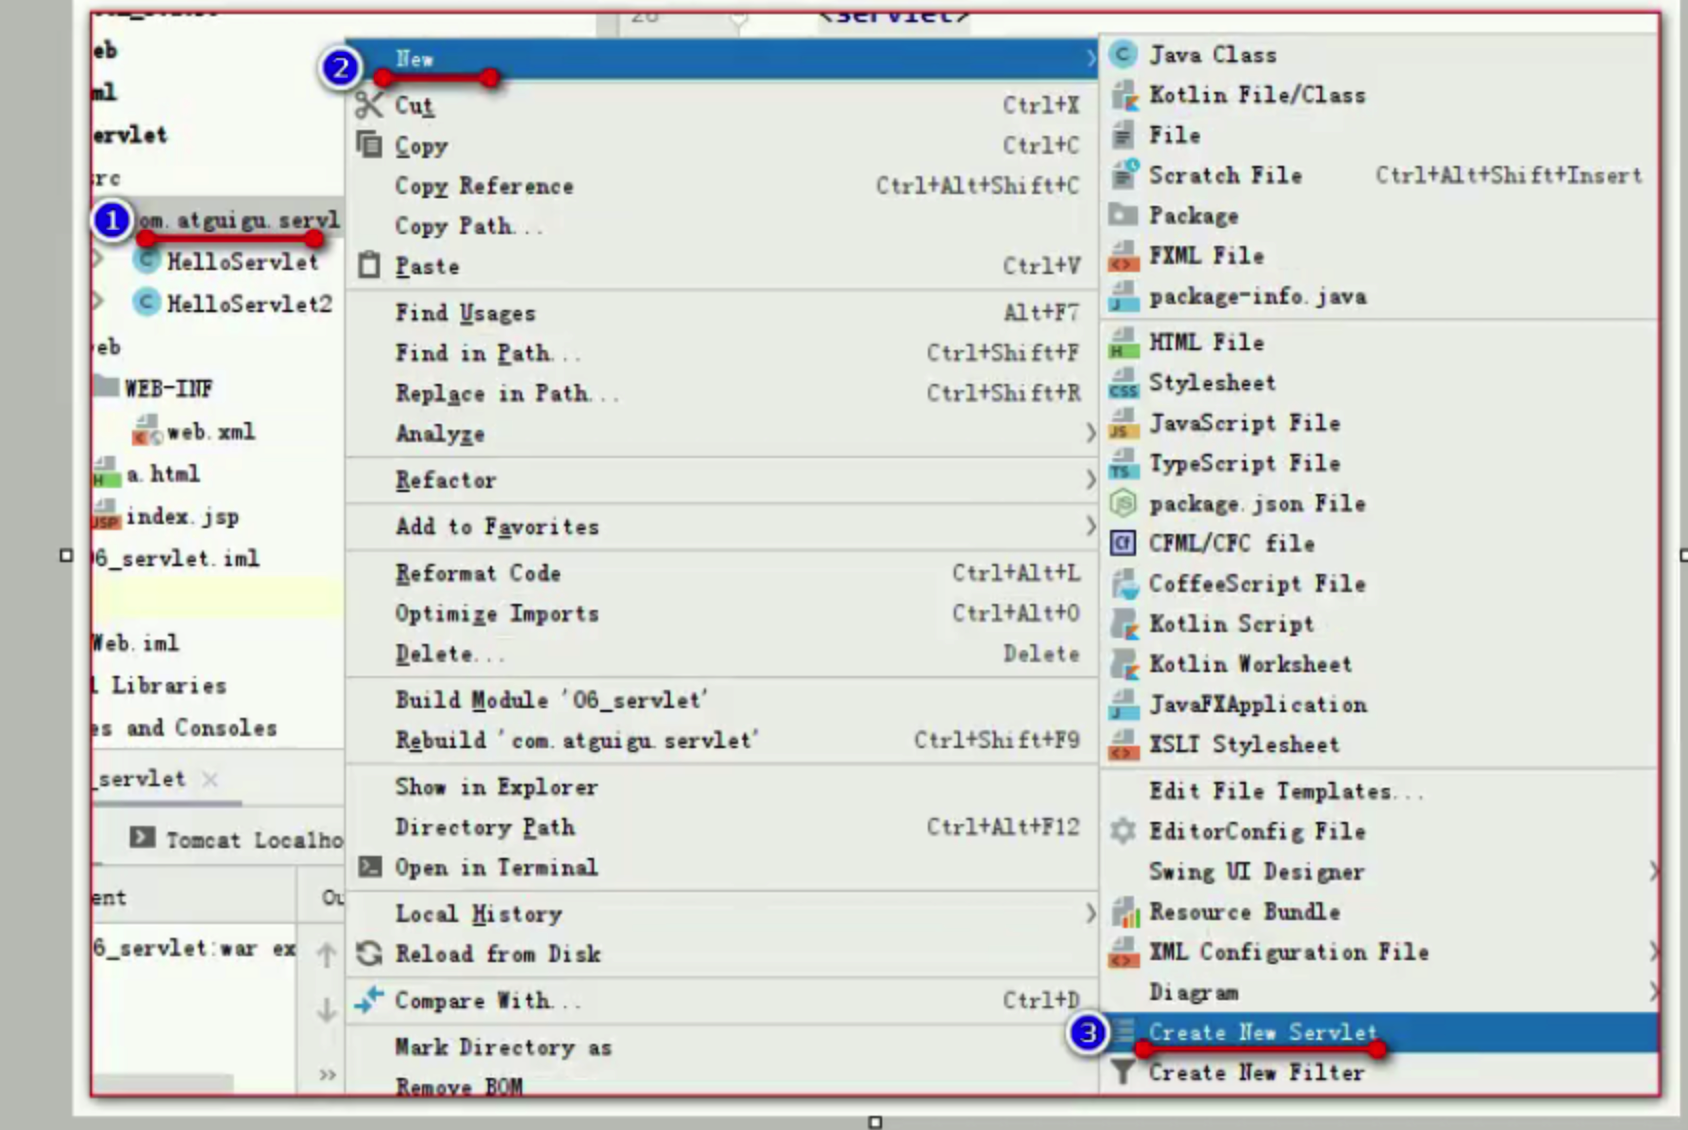 26
<servlet>
eb
ml
ervlet
src
om.atguigu.servl
HelloServlet
HelloServlet2
eb
WEB-INF
web.xml
a.html
index.jsp
06_servlet.iml
Web.iml
l Libraries
es and Consoles
_servlet
Tomcat Localho
ent
Ou
6_servlet:war ex
1
2
New
Cut Ctrl+X
Copy Ctrl+C
Copy Reference Ctrl+Alt+Shift+C
Copy Path...
Paste Ctrl+V
Find Usages Alt+F7
Find in Path... Ctrl+Shift+F
Replace in Path... Ctrl+Shift+R
Analyze
Refactor
Add to Favorites
Reformat Code Ctrl+Alt+L
Optimize Imports Ctrl+Alt+O
Delete... Delete
Build Module '06_servlet'
Rebuild 'com.atguigu.servlet' Ctrl+Shift+F9
Show in Explorer
Directory Path Ctrl+Alt+F12
Open in Terminal
Local History
Reload from Disk
Compare With... Ctrl+D
Mark Directory as
Remove BOM
Java Class
Kotlin File/Class
File
Scratch File Ctrl+Alt+Shift+Insert
Package
FXML File
package-info.java
HTML File
Stylesheet
JavaScript File
TypeScript File
package.json File
CFML/CFC file
CoffeeScript File
Kotlin Script
Kotlin Worksheet
JavaFXApplication
XSLT Stylesheet
Edit File Templates...
EditorConfig File
Swing UI Designer
Resource Bundle
XML Configuration File
Diagram
3
Create New Servlet
Create New Filter